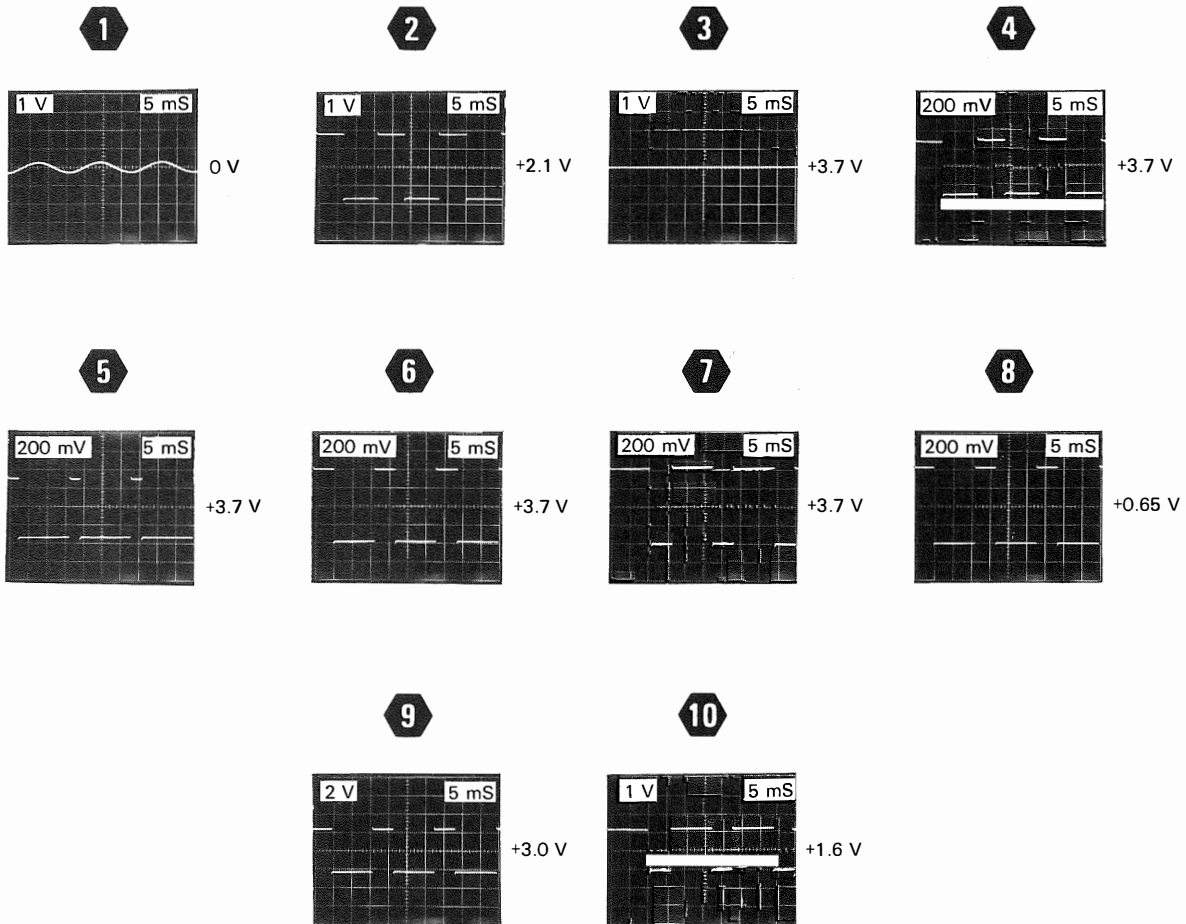 1 2 3 4
1 V 5 mS 0 V
1 V 5 mS +2.1 V
1 V 5 mS +3.7 V
200 mV 5 mS +3.7 V
5 6 7 8
200 mV 5 mS +3.7 V
200 mV 5 mS +3.7 V
200 mV 5 mS +3.7 V
200 mV 5 mS +0.65 V
9 10
2 V 5 mS +3.0 V
1 V 5 mS +1.6 V